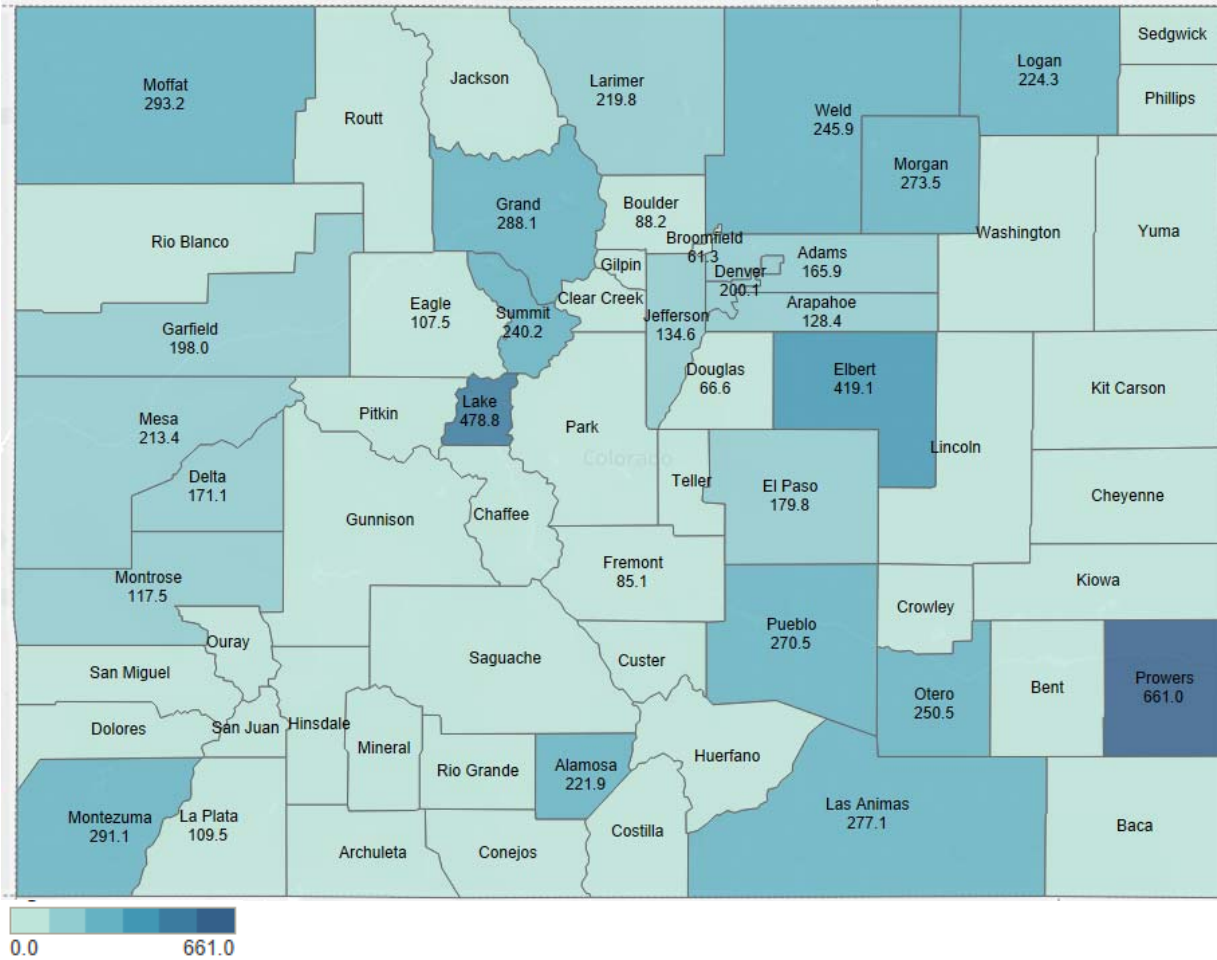 Sedgwick
Logan
224.3
Phillips
Jackson
Larimer
219.8
Moffat
293.2
Routt
Weld
245.9
Morgan
273.5
Grand
288.1
Boulder
88.2
Washington
Yuma
Rio Blanco
Broomfield
61.3
Gilpin
Adams
165.9
Denver
200.1
Clear Creek
Eagle
107.5
Summit
240.2
Jefferson
134.6
Arapahoe
128.4
Garfield
198.0
Douglas
66.6
Elbert
419.1
Kit Carson
Lake
478.8
Pitkin
Mesa
213.4
Park
Colorado
Lincoln
Delta
171.1
Teller
El Paso
179.8
Cheyenne
Gunnison
Chaffee
Fremont
85.1
Montrose
117.5
Kiowa
Crowley
Pueblo
270.5
Ouray
Saguache
Custer
San Miguel
Otero
250.5
Bent
Prowers
661.0
Dolores
San Juan
Hinsdale
Mineral
Rio Grande
Alamosa
221.9
Huerfano
Las Animas
277.1
Montezuma
291.1
La Plata
109.5
Archuleta
Conejos
Costilla
Baca
0.0 661.0